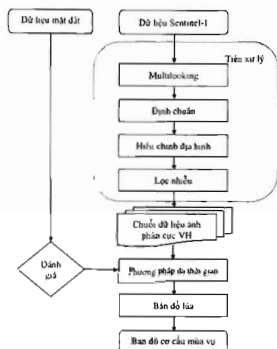 Dữ liệu mặt đất
Dữ liệu Sentinel-1
Tiền xử lý
Multilooking
Định chuẩn
Hiệu chỉnh địa hình
Lọc nhiễu
Chuỗi dữ liệu ảnh
phân cực VH
Đánh
giá
Phương pháp đa thời gian
Bản đồ lúa
Bản đồ cơ cấu mùa vụ